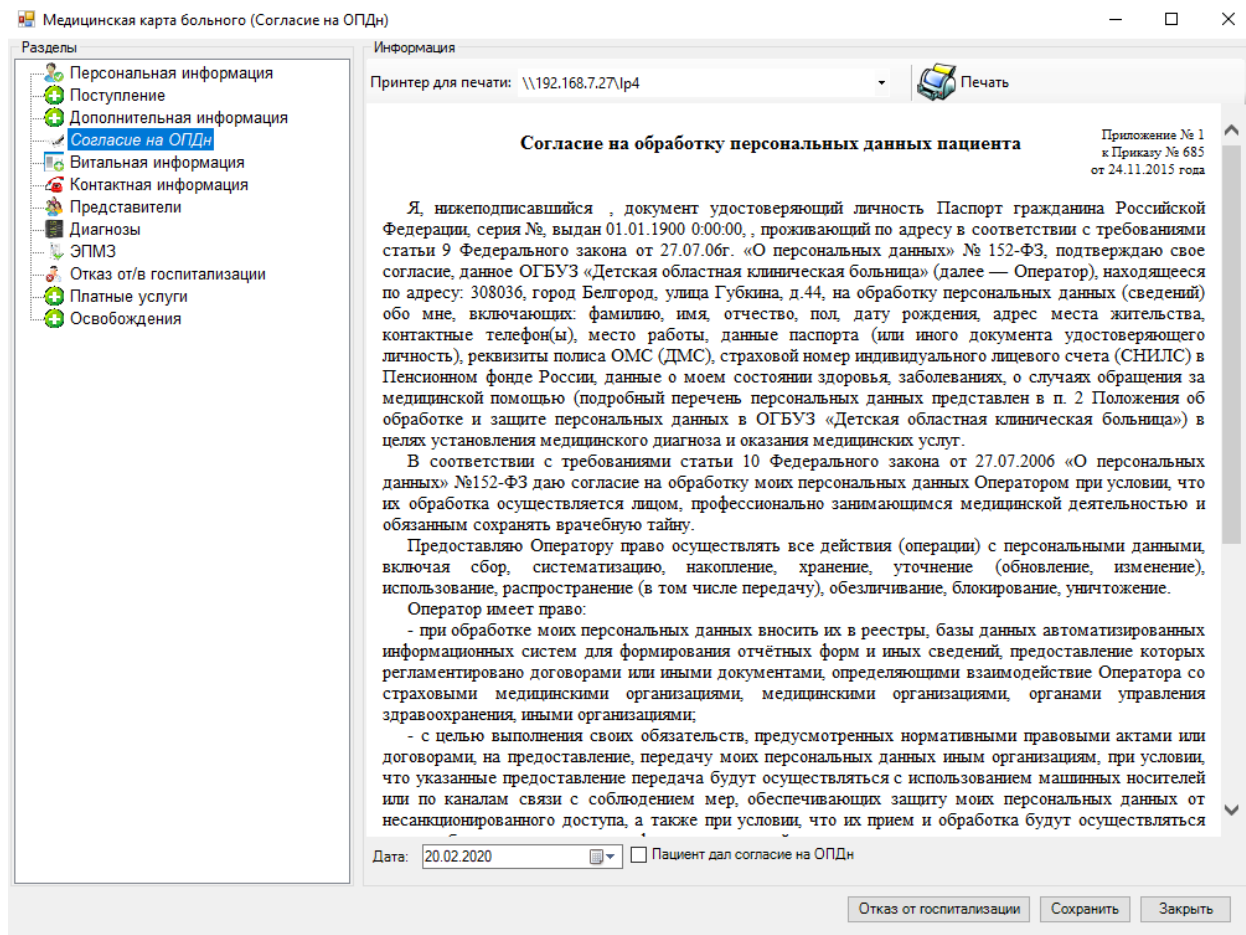 Медицинская карта больного (Согласие на ОПДн)
Разделы
Персональная информация
Поступление
Дополнительная информация
Согласие на ОПДн
Витальная информация
Контактная информация
Представители
Диагнозы
ЭПМЗ
Отказ от/в госпитализации
Платные услуги
Освобождения
Информация
Принтер для печати: \\192.168.7.27\lp4
Печать
Согласие на обработку персональных данных пациента
Приложение № 1
к Приказу № 685
от 24.11.2015 года
Я, нижеподписавшийся , документ удостоверяющий личность Паспорт гражданина Российской
Федерации, серия №, выдан 01.01.1900 0:00:00, , проживающий по адресу в соответствии с требованиями
статьи 9 Федерального закона от 27.07.06г. «О персональных данных» № 152-ФЗ, подтверждаю свое
согласие, данное ОГБУЗ «Детская областная клиническая больница» (далее — Оператор), находящееся
по адресу: 308036, город Белгород, улица Губкина, д.44, на обработку персональных данных (сведений)
обо мне, включающих: фамилию, имя, отчество, пол, дату рождения, адрес места жительства,
контактные телефон(ы), место работы, данные паспорта (или иного документа удостоверяющего
личность), реквизиты полиса ОМС (ДМС), страховой номер индивидуального лицевого счета (СНИЛС) в
Пенсионном фонде России, данные о моем состоянии здоровья, заболеваниях, о случаях обращения за
медицинской помощью (подробный перечень персональных данных представлен в п. 2 Положения об
обработке и защите персональных данных в ОГБУЗ «Детская областная клиническая больница») в
целях установления медицинского диагноза и оказания медицинских услуг.
В соответствии с требованиями статьи 10 Федерального закона от 27.07.2006 «О персональных
данных» №152-ФЗ даю согласие на обработку моих персональных данных Оператором при условии, что
их обработка осуществляется лицом, профессионально занимающимся медицинской деятельностью и
обязанным сохранять врачебную тайну.
Предоставляю Оператору право осуществлять все действия (операции) с персональными данными,
включая сбор, систематизацию, накопление, хранение, уточнение (обновление, изменение),
использование, распространение (в том числе передачу), обезличивание, блокирование, уничтожение.
Оператор имеет право:
- при обработке моих персональных данных вносить их в реестры, базы данных автоматизированных
информационных систем для формирования отчётных форм и иных сведений, предоставление которых
регламентировано договорами или иными документами, определяющими взаимодействие Оператора со
страховыми медицинскими организациями, медицинскими организациями, органами управления
здравоохранения, иными организациями;
- с целью выполнения своих обязательств, предусмотренных нормативными правовыми актами или
договорами, на предоставление, передачу моих персональных данных иным организациям, при условии,
что указанные предоставление передача будут осуществляться с использованием машинных носителей
или по каналам связи с соблюдением мер, обеспечивающих защиту моих персональных данных от
несанкционированного доступа, а также при условии, что их прием и обработка будут осуществляться
Дата: 20.02.2020
Пациент дал согласие на ОПДн
Отказ от госпитализации
Сохранить
Закрыть